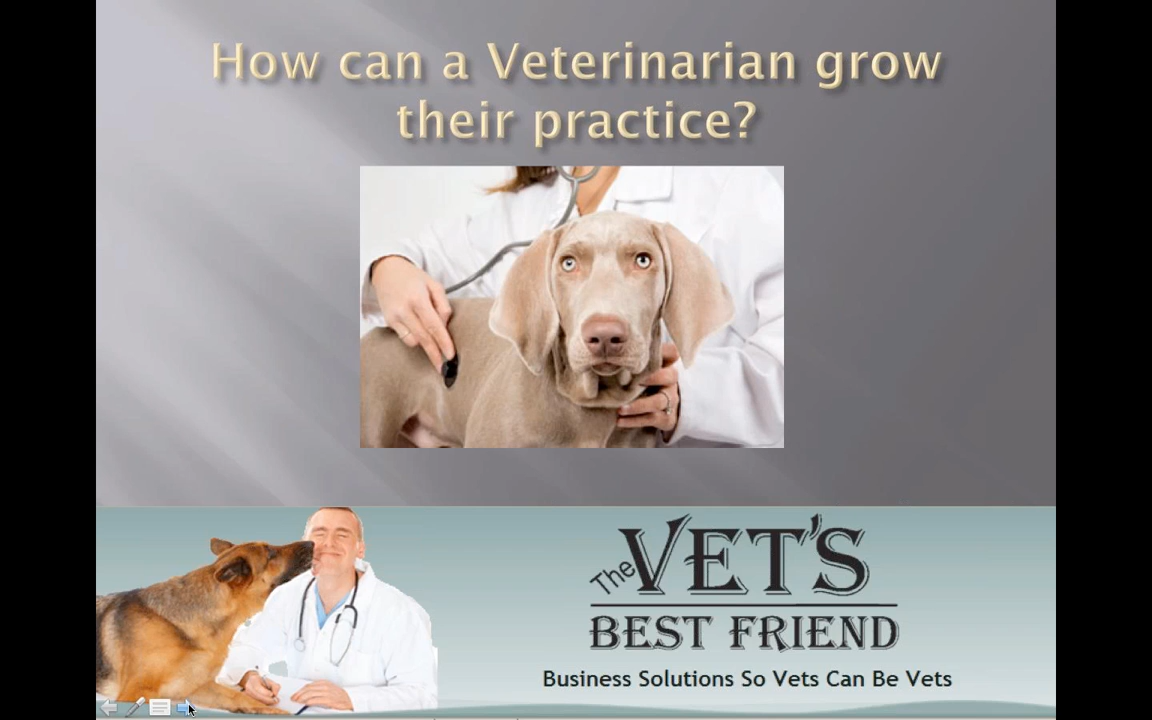 How can a Veterinarian grow
their practice?
The VET'S
BEST FRIEND
Business Solutions So Vets Can Be Vets